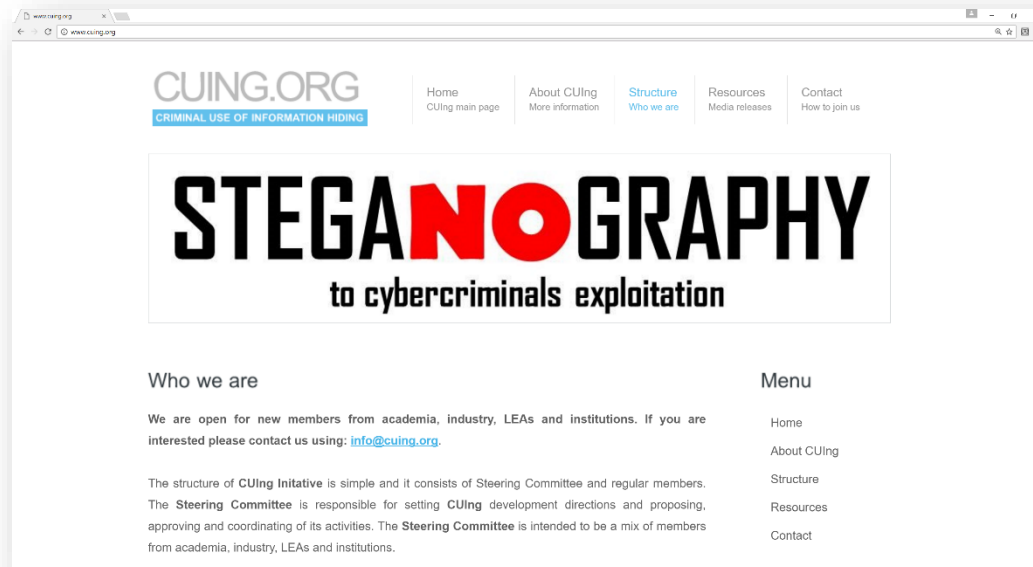 www.cuing.org
www.cuing.org
CUING.ORG
CRIMINAL USE OF INFORMATION HIDING
Home
CUIng main page
About CUIng
More information
Structure
Who we are
Resources
Media releases
Contact
How to join us
STEGANOGRAPHY
to cybercriminals exploitation
Who we are
We are open for new members from academia, industry, LEAs and institutions. If you are
interested please contact us using: info@cuing.org.
The structure of CUIng Initative is simple and it consists of Steering Committee and regular members.
The Steering Committee is responsible for setting CUIng development directions and proposing,
approving and coordinating of its activities. The Steering Committee is intended to be a mix of members
from academia, industry, LEAs and institutions.
Menu
Home
About CUIng
Structure
Resources
Contact